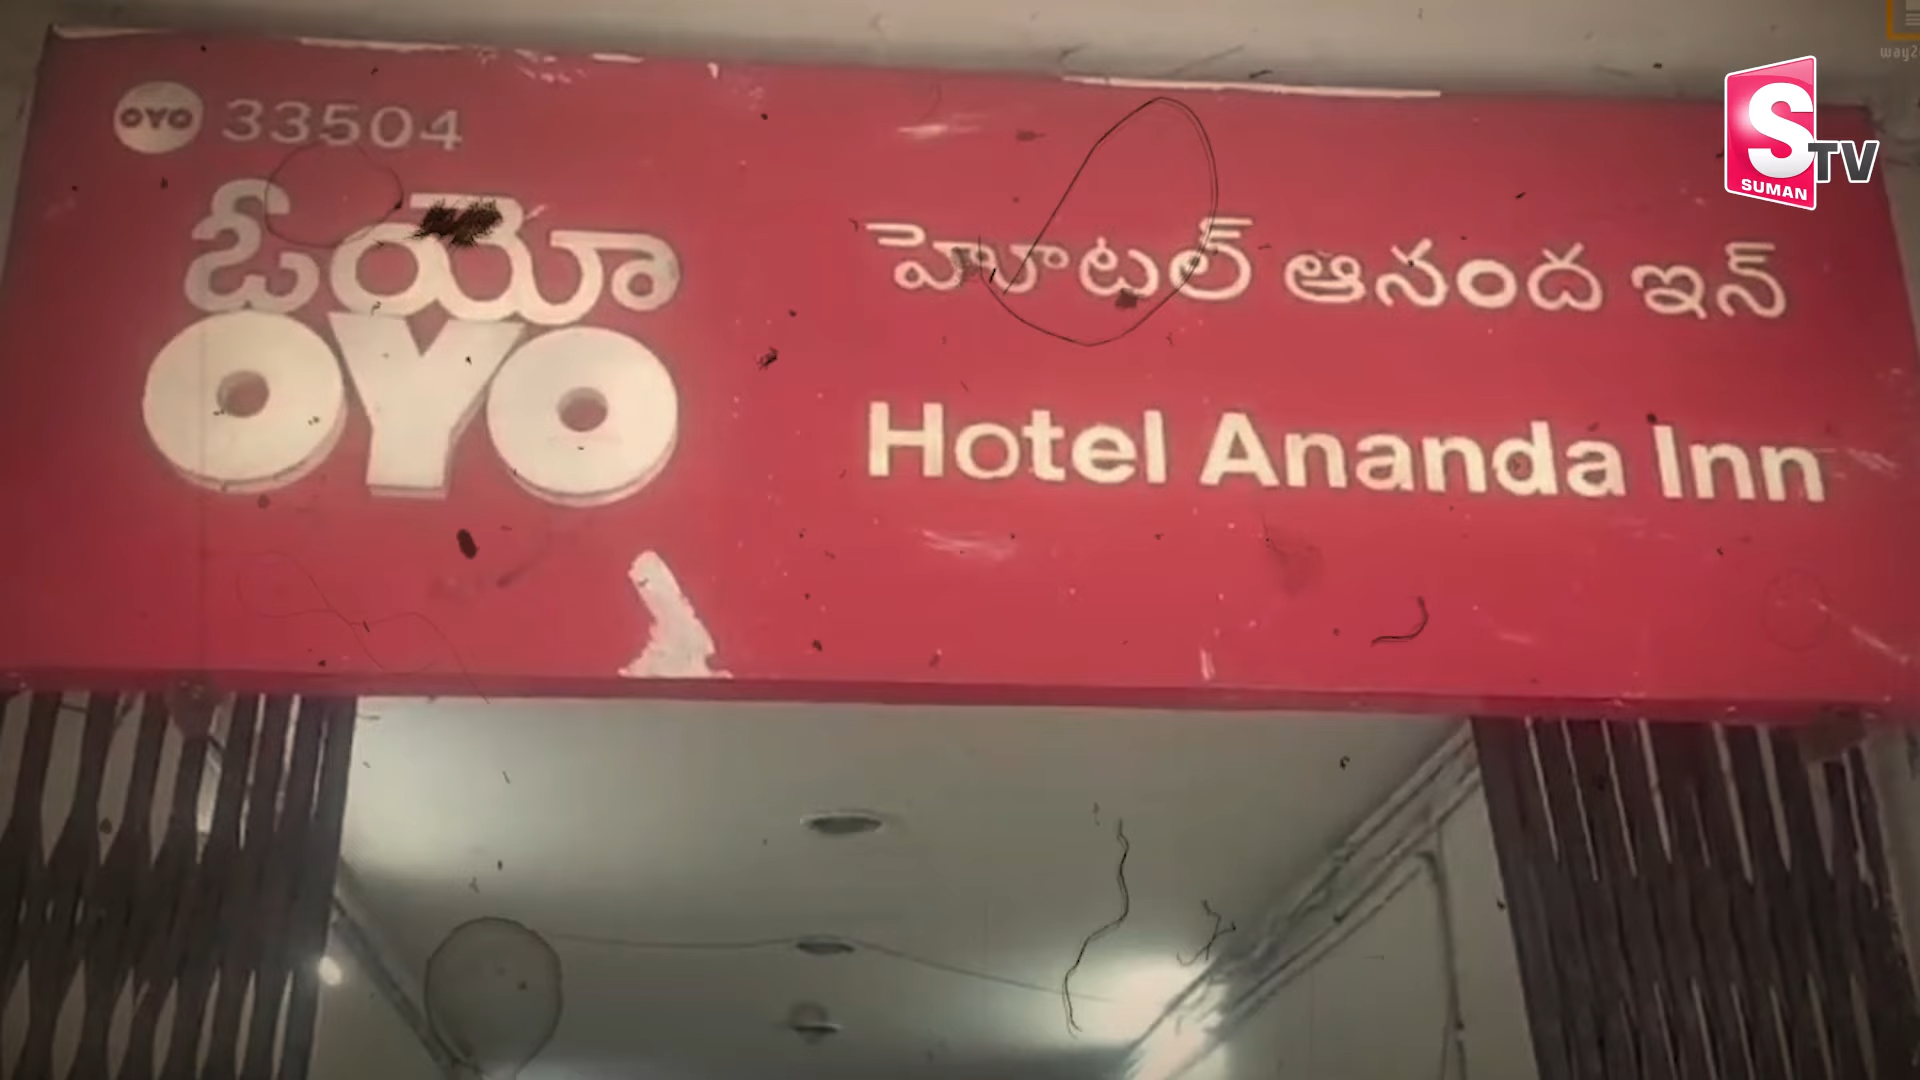 OYO 33504
ఓయో
OYO
హెూటల్ ఆనంద ఇన్
Hotel Ananda Inn
S TV
SUMAN